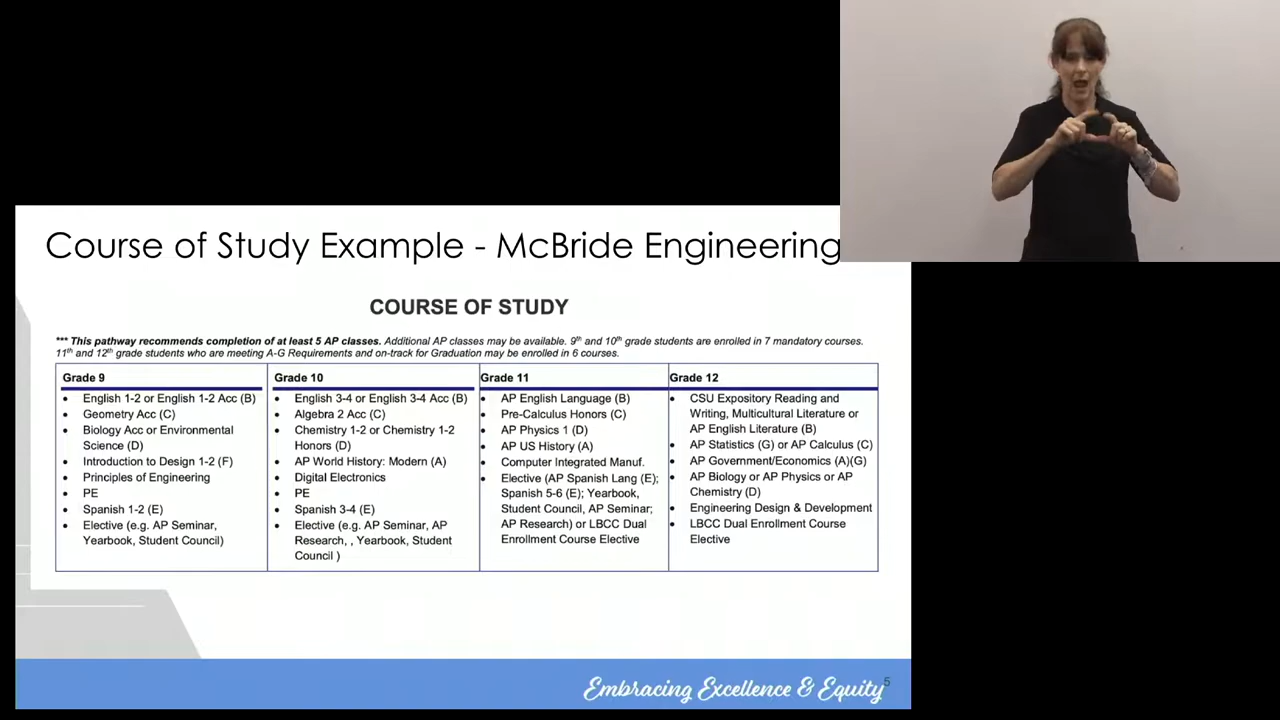 Course of Study Example - McBride Engineering
COURSE OF STUDY
*** This pathway recommends completion of at least 5 AP classes. Additional AP classes may be available. 9th and 10th grade students are enrolled in 7 mandatory courses.
11th and 12th grade students who are meeting A-G Requirements and on-track for Graduation may be enrolled in 6 courses.
Grade 9
• English 1-2 or English 1-2 Acc (B)
• Geometry Acc (C)
• Biology Acc or Environmental
Science (D)
• Introduction to Design 1-2 (F)
• Principles of Engineering
• PE
• Spanish 1-2 (E)
• Elective (e.g. AP Seminar,
Yearbook, Student Council)
Grade 10
• English 3-4 or English 3-4 Acc (B)
• Algebra 2 Acc (C)
• Chemistry 1-2 or Chemistry 1-2
Honors (D)
• AP World History: Modern (A)
• Digital Electronics
• PE
• Spanish 3-4 (E)
• Elective (e.g. AP Seminar, AP
Research, , Yearbook, Student
Council )
Grade 11
• AP English Language (B)
• Pre-Calculus Honors (C)
• AP Physics 1 (D)
• AP US History (A)
• Computer Integrated Manuf.
• Elective (AP Spanish Lang (E);
Spanish 5-6 (E); Yearbook,
Student Council, AP Seminar;
AP Research) or LBCC Dual
Enrollment Course Elective
Grade 12
• CSU Expository Reading and
Writing, Multicultural Literature or
AP English Literature (B)
• AP Statistics (G) or AP Calculus (C)
• AP Government/Economics (A)(G)
• AP Biology or AP Physics or AP
Chemistry (D)
• Engineering Design & Development
• LBCC Dual Enrollment Course
Elective
Embracing Excellence & Equity
5